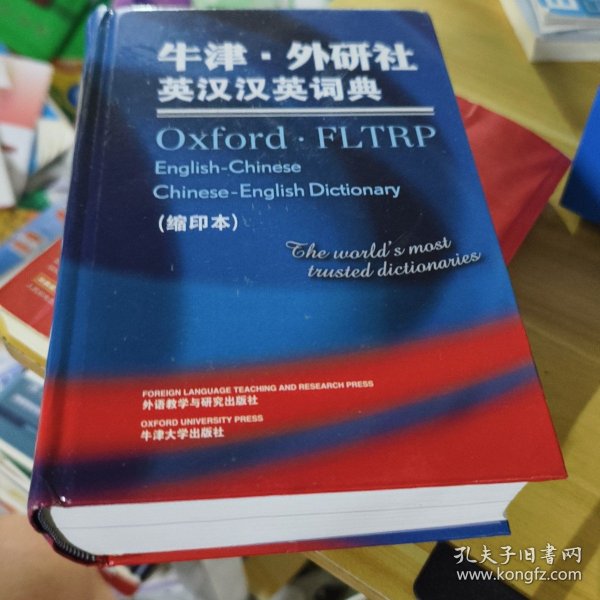 牛津·外研社
英汉汉英词典
Oxford · FLTRP
English-Chinese
Chinese-English Dictionary
(缩印本)
The world's most
trusted dictionaries
FOREIGN LANGUAGE TEACHING AND RESEARCH PRESS
外语教学与研究出版社
OXFORD UNIVERSITY PRESS
牛津大学出版社
孔夫子旧书网
www.kongfz.com